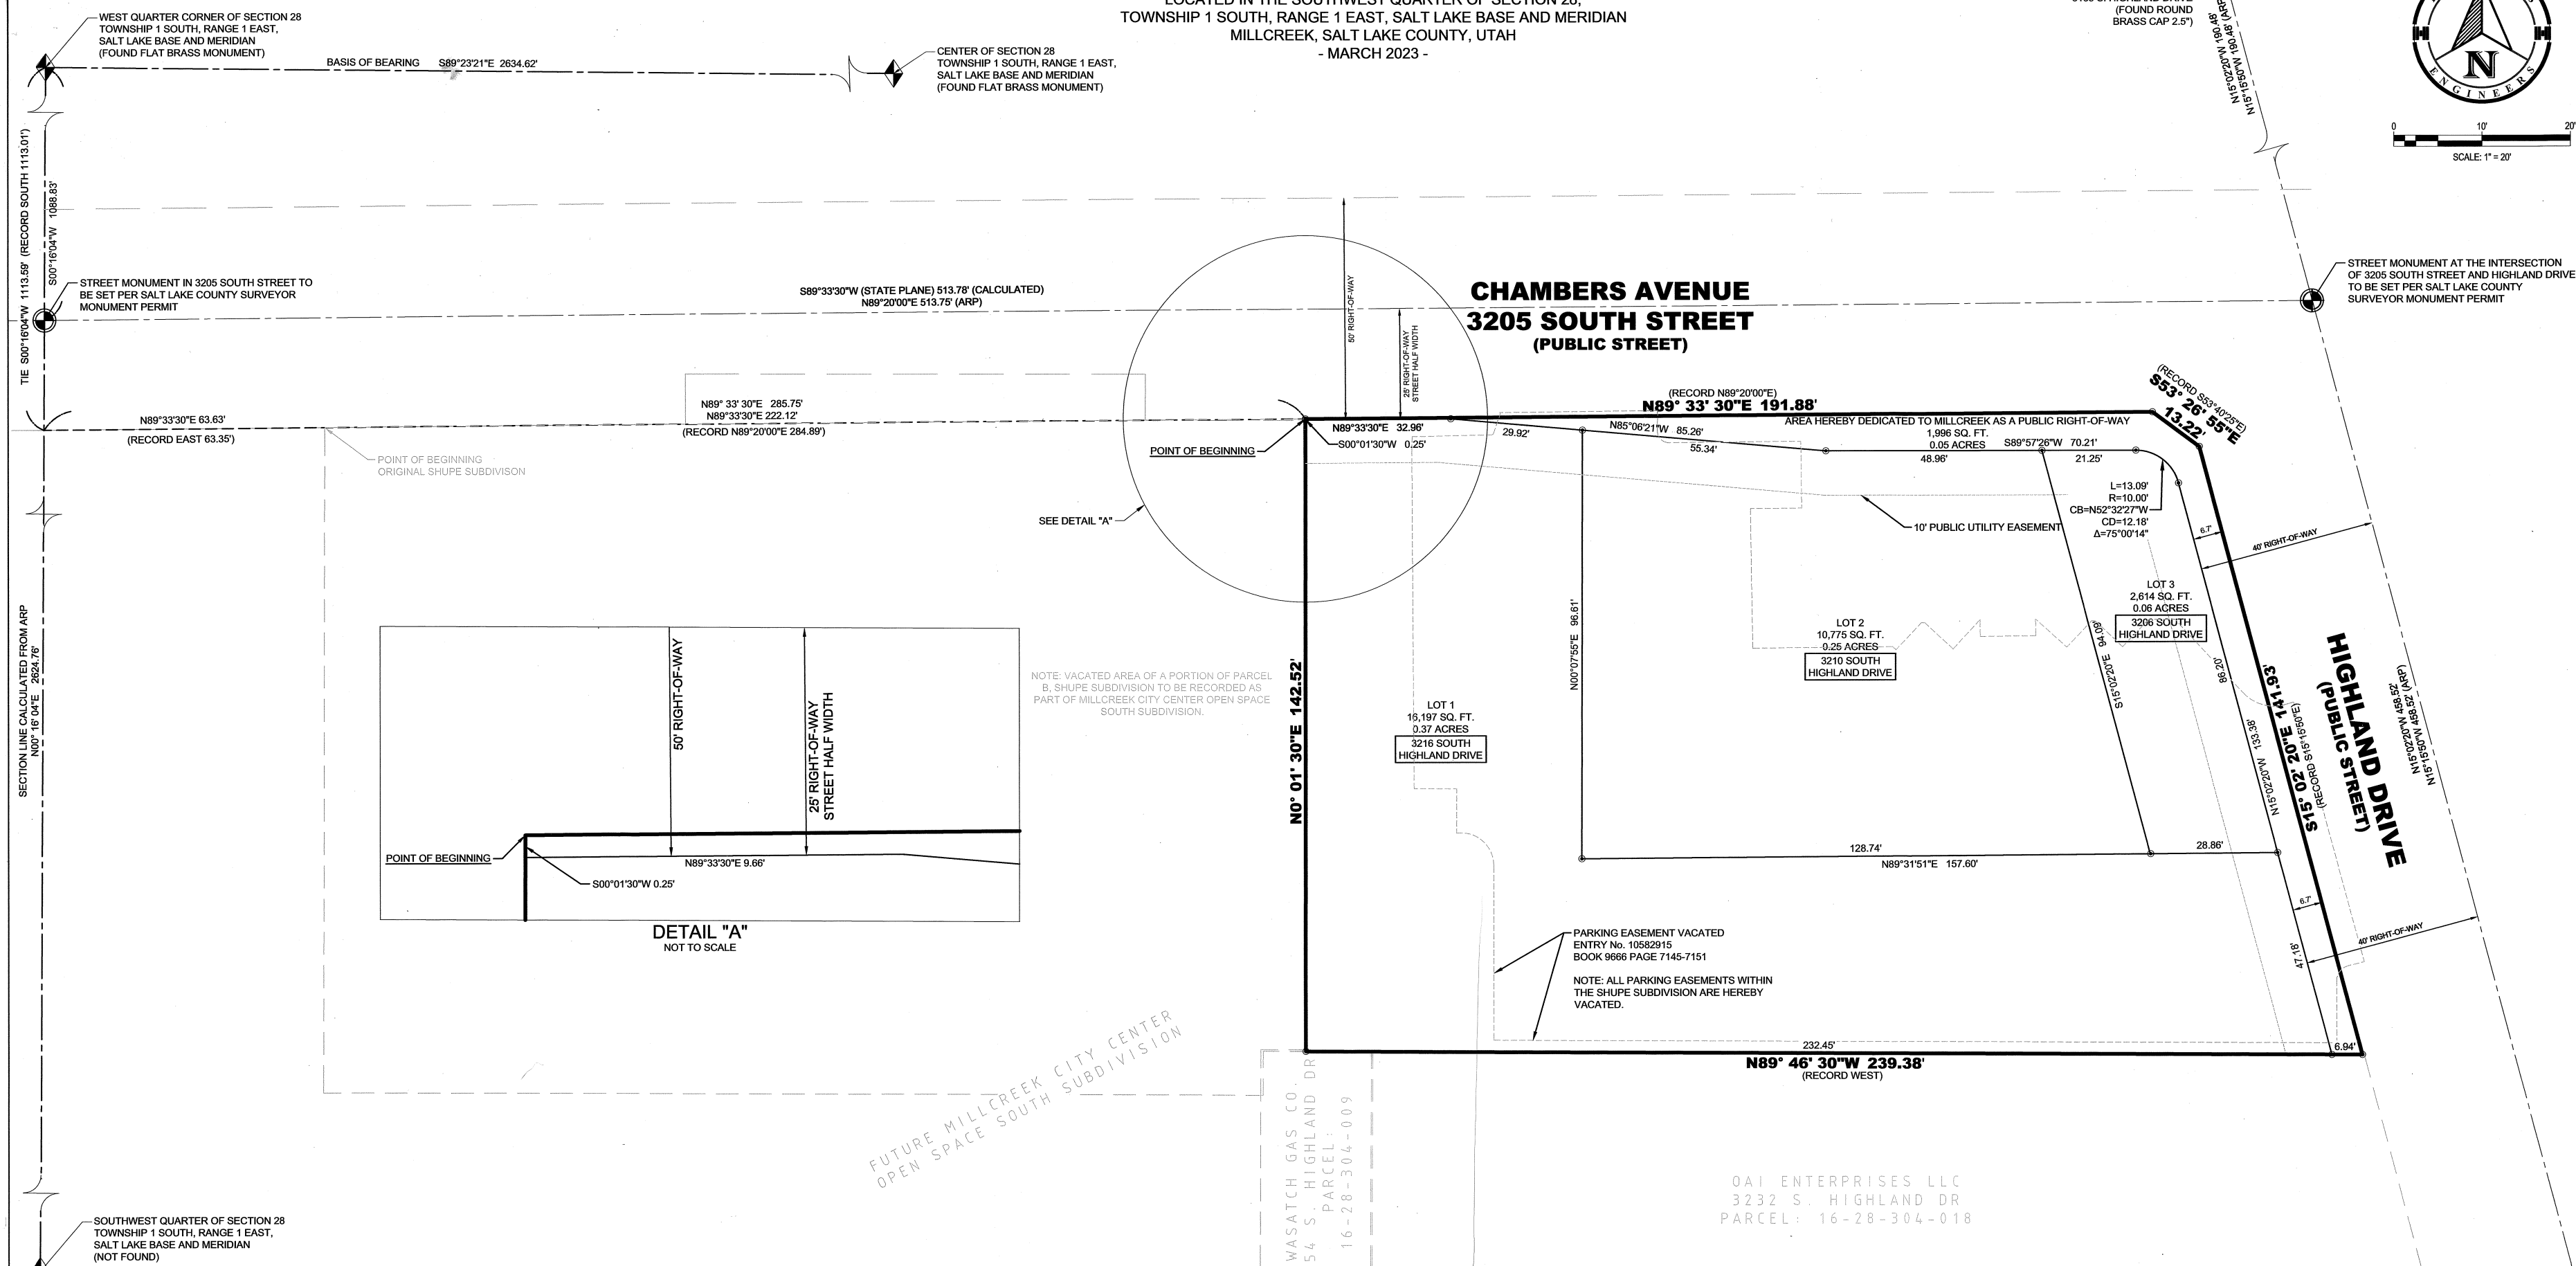 LOCATED IN THE SOUTHWEST QUARTER OF SECTION 28,
TOWNSHIP 1 SOUTH, RANGE 1 EAST, SALT LAKE BASE AND MERIDIAN
MILLCREEK, SALT LAKE COUNTY, UTAH
- MARCH 2023 -
WEST QUARTER CORNER OF SECTION 28
TOWNSHIP 1 SOUTH, RANGE 1 EAST,
SALT LAKE BASE AND MERIDIAN
(FOUND FLAT BRASS MONUMENT)
BASIS OF BEARING S89°23'21"E 2634.62'
CENTER OF SECTION 28
TOWNSHIP 1 SOUTH, RANGE 1 EAST,
SALT LAKE BASE AND MERIDIAN
(FOUND FLAT BRASS MONUMENT)
(FOUND ROUND
BRASS CAP 2.5")
N15°02'20"W 190.48'
N15°15'50"W 190.48' (ARP)
N
ENGINEERS
0 10' 20'
SCALE: 1" = 20'
TIE S00°16'04"W 1113.59' (RECORD SOUTH 1113.01')
S00°16'04"W 1088.83'
STREET MONUMENT IN 3205 SOUTH STREET TO
BE SET PER SALT LAKE COUNTY SURVEYOR
MONUMENT PERMIT
S89°33'30"W (STATE PLANE) 513.78' (CALCULATED)
N89°20'00"E 513.75' (ARP)
50' RIGHT-OF-WAY
25' RIGHT-OF-WAY
STREET HALF WIDTH
CHAMBERS AVENUE
3205 SOUTH STREET
(PUBLIC STREET)
STREET MONUMENT AT THE INTERSECTION
OF 3205 SOUTH STREET AND HIGHLAND DRIVE
TO BE SET PER SALT LAKE COUNTY
SURVEYOR MONUMENT PERMIT
N89°33'30"E 63.63'
(RECORD EAST 63.35')
N89° 33' 30"E 285.75'
N89°33'30"E 222.12'
(RECORD N89°20'00"E 284.89')
POINT OF BEGINNING
ORIGINAL SHUPE SUBDIVISON
POINT OF BEGINNING
N89°33'30"E 32.96'
S00°01'30"W 0.25'
(RECORD N89°20'00"E)
N89° 33' 30"E 191.88'
AREA HEREBY DEDICATED TO MILLCREEK AS A PUBLIC RIGHT-OF-WAY
1,996 SQ. FT.
0.05 ACRES
29.92'
N85°06'21"W 85.26'
55.34'
S89°57'26"W 70.21'
48.96'
21.25'
(RECORD S53°40'25"E)
S53° 26' 55"E
13.22'
L=13.09'
R=10.00'
CB=N52°32'27"W
CD=12.18'
Δ=75°00'14"
SEE DETAIL "A"
10' PUBLIC UTILITY EASEMENT
6.7'
40' RIGHT-OF-WAY
LOT 3
2,614 SQ. FT.
0.06 ACRES
3206 SOUTH
HIGHLAND DRIVE
LOT 2
10,775 SQ. FT.
0.25 ACRES
3210 SOUTH
HIGHLAND DRIVE
LOT 1
16,197 SQ. FT.
0.37 ACRES
3216 SOUTH
HIGHLAND DRIVE
N00°07'55"E 96.61'
S15°02'20"E 94.09'
86.20'
N15°02'20"W 133.38'
S15° 02' 20"E 141.93'
(RECORD S15°15'50"E)
HIGHLAND DRIVE
(PUBLIC STREET)
N15°02'20"W 458.52'
N15°15'50"W 458.52' (ARP)
SECTION LINE CALCULATED FROM ARP
N00° 16' 04"E 2624.76'
50' RIGHT-OF-WAY
25' RIGHT-OF-WAY
STREET HALF WIDTH
POINT OF BEGINNING
N89°33'30"E 9.66'
S00°01'30"W 0.25'
DETAIL "A"
NOT TO SCALE
NOTE: VACATED AREA OF A PORTION OF PARCEL
B, SHUPE SUBDIVISION TO BE RECORDED AS
PART OF MILLCREEK CITY CENTER OPEN SPACE
SOUTH SUBDIVISION.
N0° 01' 30"E 142.52'
128.74'
28.86'
N89°31'51"E 157.60'
6.7'
40' RIGHT-OF-WAY
47.18'
PARKING EASEMENT VACATED
ENTRY No. 10582915
BOOK 9666 PAGE 7145-7151
NOTE: ALL PARKING EASEMENTS WITHIN
THE SHUPE SUBDIVISION ARE HEREBY
VACATED.
232.45'
6.94'
N89° 46' 30"W 239.38'
(RECORD WEST)
FUTURE MILLCREEK CITY CENTER
OPEN SPACE SOUTH SUBDIVISION
WASATCH GAS CO.
54 S. HIGHLAND DR
PARCEL:
16-28-304-009
OAI ENTERPRISES LLC
3232 S. HIGHLAND DR
PARCEL: 16-28-304-018
SOUTHWEST QUARTER OF SECTION 28
TOWNSHIP 1 SOUTH, RANGE 1 EAST,
SALT LAKE BASE AND MERIDIAN
(NOT FOUND)